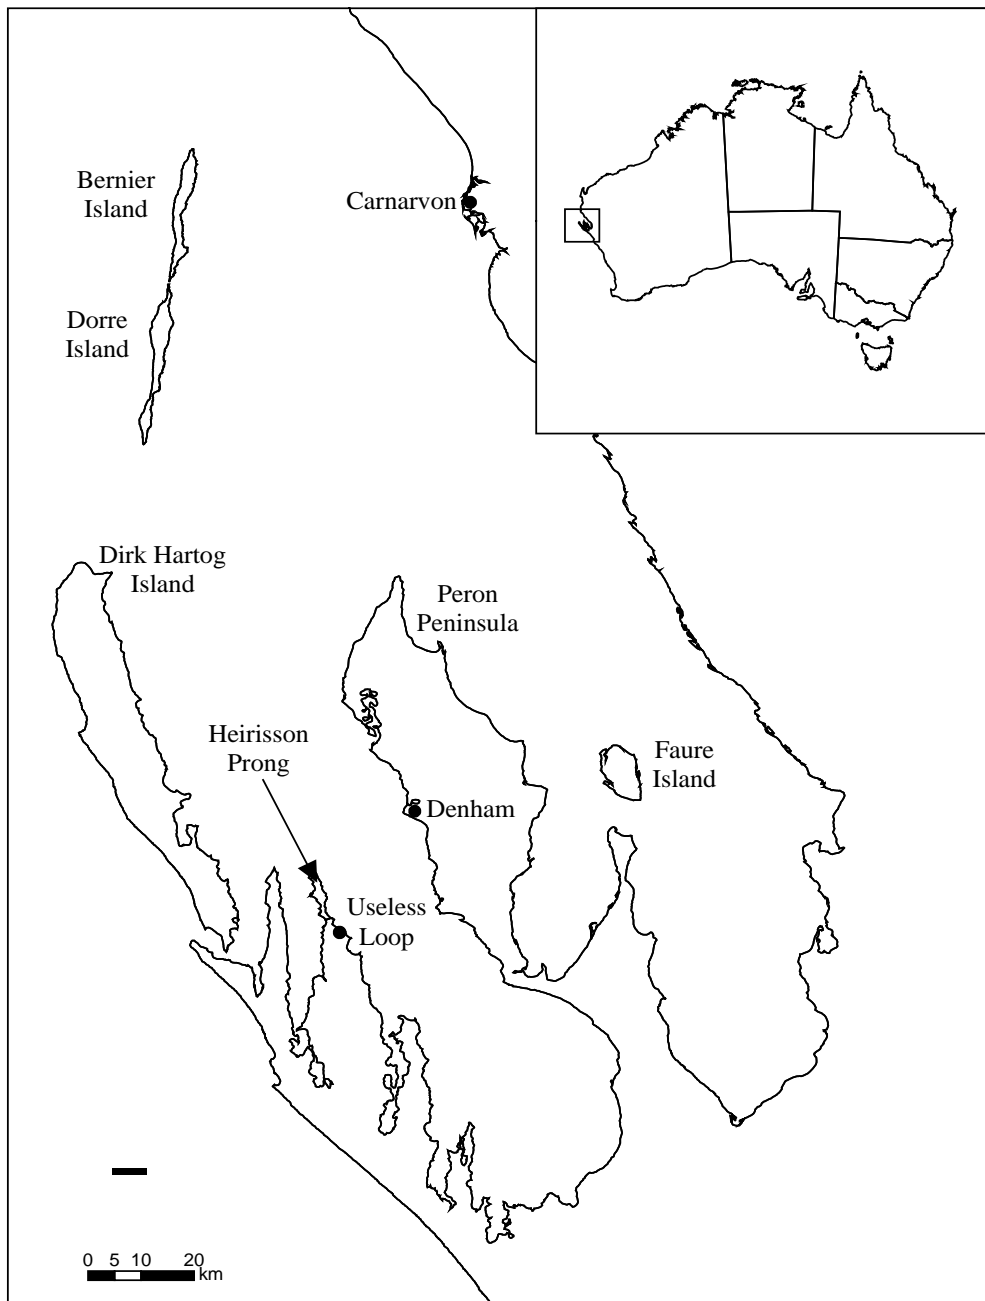 Bernier
Island
Carnarvon
Dorre
Island
Dirk Hartog
Island
Peron
Peninsula
Heirisson
Prong
Faure
Island
Denham
Useless
Loop
0 5 10 20
km